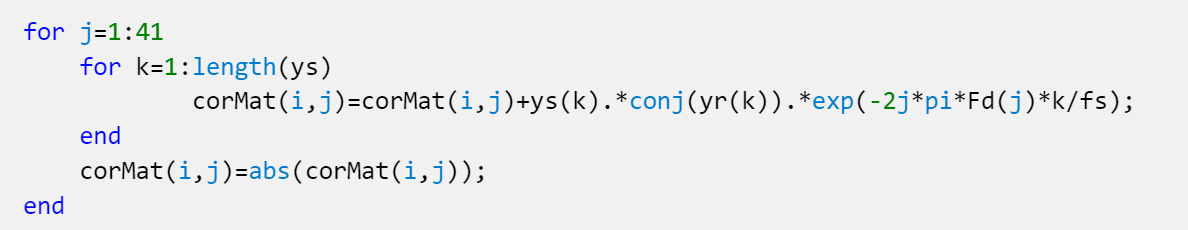 for j=1:41
    for k=1:length(ys)
            corMat(i,j)=corMat(i,j)+ys(k).*conj(yr(k)).*exp(-2j*pi*Fd(j)*k/fs);
    end
    corMat(i,j)=abs(corMat(i,j));
end